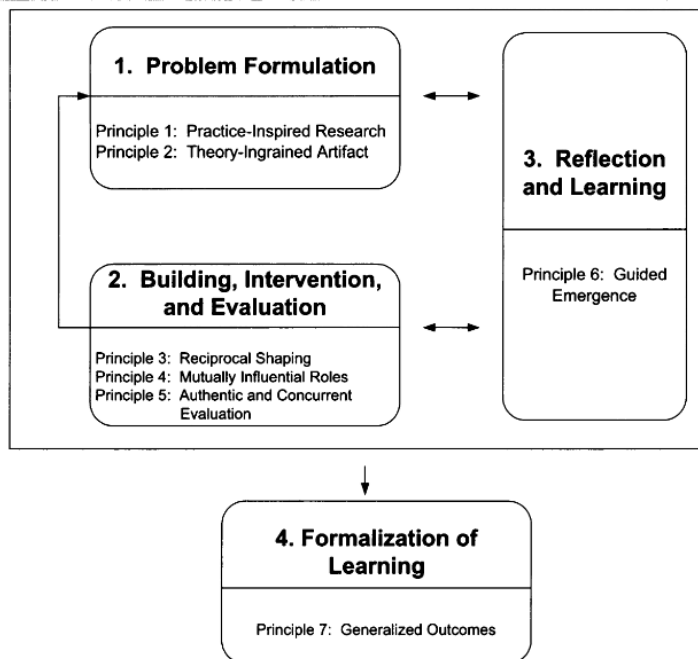 1. Problem Formulation
Principle 1: Practice-Inspired Research
Principle 2: Theory-Ingrained Artifact
2. Building, Intervention,
and Evaluation
Principle 3: Reciprocal Shaping
Principle 4: Mutually Influential Roles
Principle 5: Authentic and Concurrent
Evaluation
3. Reflection
and Learning
Principle 6: Guided
Emergence
4. Formalization of
Learning
Principle 7: Generalized Outcomes